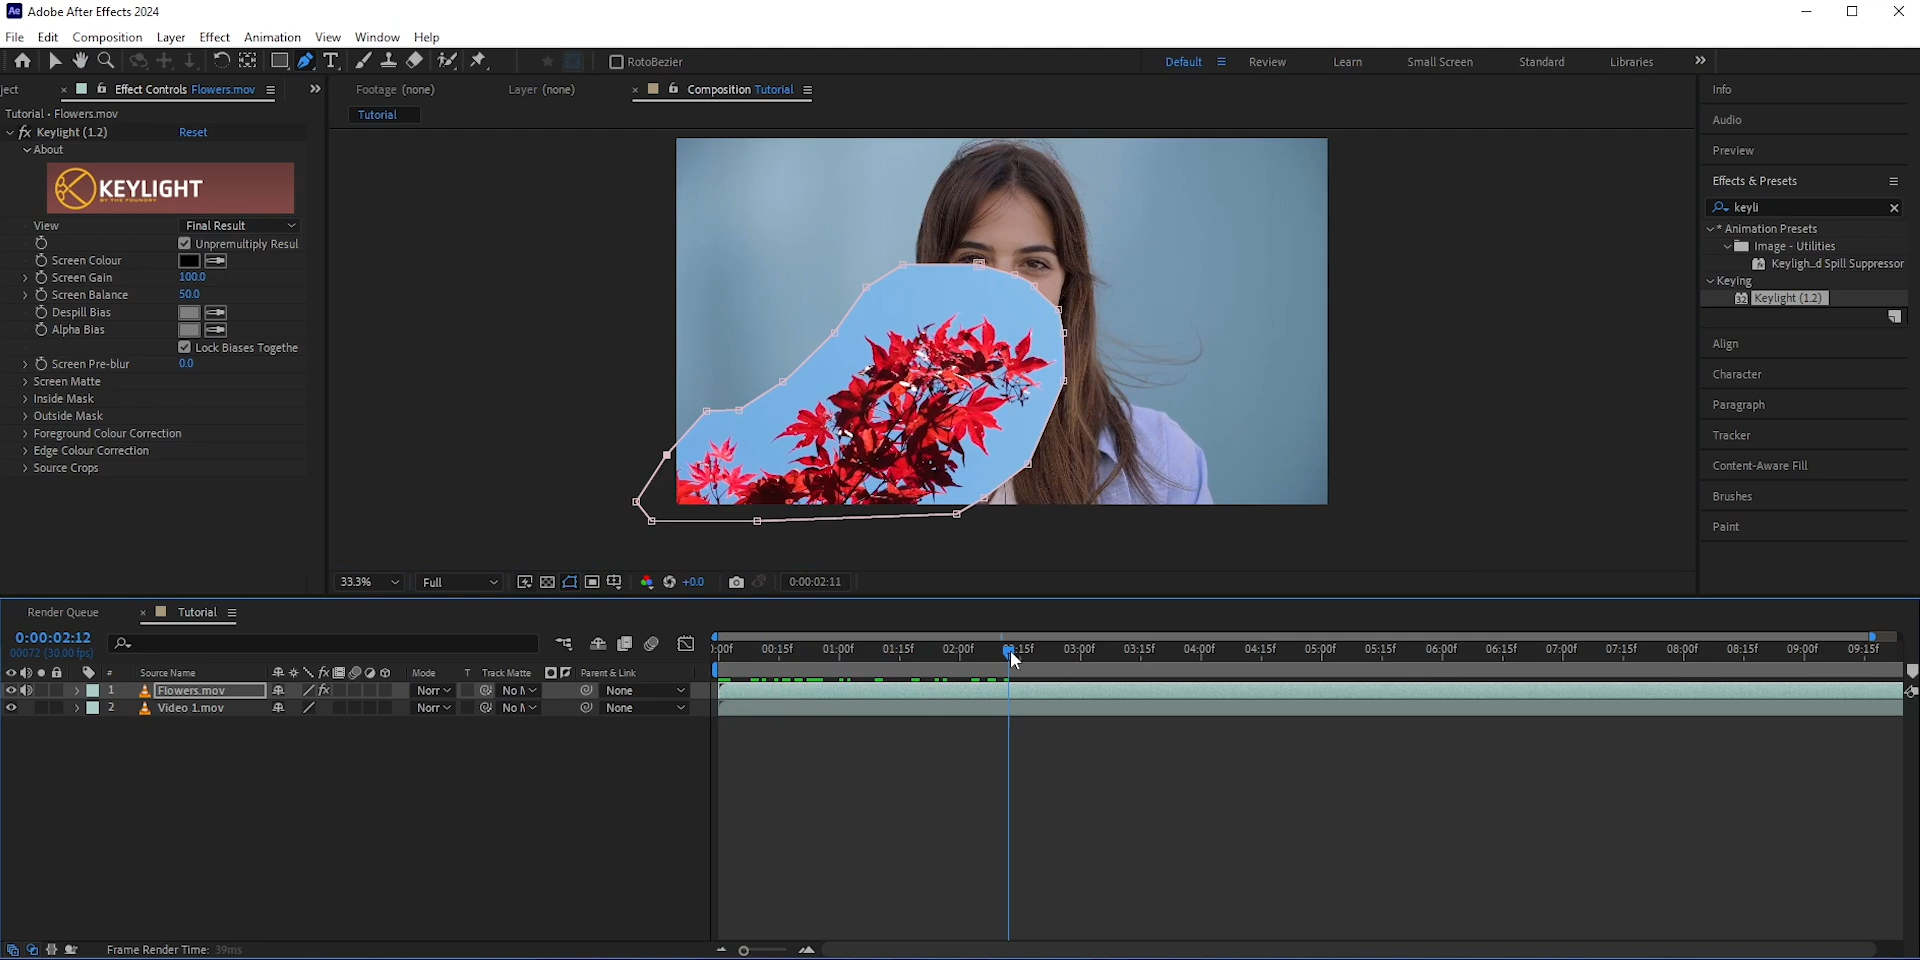 Adobe After Effects 2024
File Edit Composition Layer Effect Animation View Window Help
RotoBezier
Default Review Learn Small Screen Standard Libraries
ject
Effect Controls Flowers.mov
Footage (none)
Layer (none)
Composition Tutorial
Info
Tutorial • Flowers.mov
Tutorial
Keylight (1.2) Reset
About
KEYLIGHT
BY THE FOUNDRY
View Final Result
Unpremultiply Resul
Screen Colour
Screen Gain 100.0
Screen Balance 50.0
Despill Bias
Alpha Bias
Lock Biases Togethe
Screen Pre-blur 0.0
Screen Matte
Inside Mask
Outside Mask
Foreground Colour Correction
Edge Colour Correction
Source Crops
Audio
Preview
Effects & Presets
keyli
* Animation Presets
Image - Utilities
Keyligh...d Spill Suppressor
Keying
32 Keylight (1.2)
Align
Character
Paragraph
Tracker
Content-Aware Fill
Brushes
Paint
33.3% Full +0.0 0:00:02:11
Render Queue Tutorial
0:00:02:12
00072 (30.00 fps)
):00f 00:15f 01:00f 01:15f 02:00f 02:15f 03:00f 03:15f 04:00f 04:15f 05:00f 05:15f 06:00f 06:15f 07:00f 07:15f 08:00f 08:15f 09:00f 09:15f
# Source Name fx Mode T Track Matte Parent & Link
1 Flowers.mov fx Norr No M None
2 Video 1.mov Norr No M None
Frame Render Time: 39ms